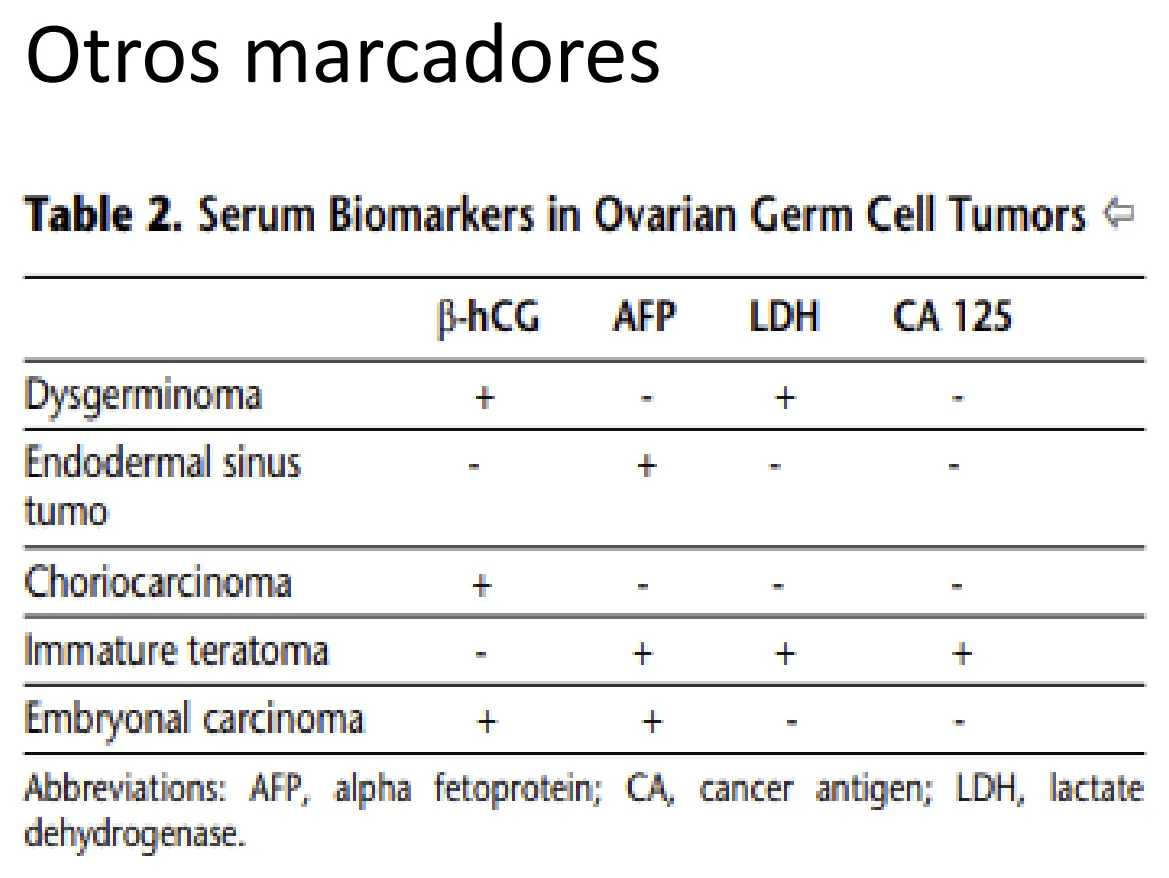 Otros marcadores
Table 2. Serum Biomarkers in Ovarian Germ Cell Tumors ⇦
β-hCG AFP LDH CA 125
Dysgerminoma + - + -
Endodermal sinus - + - -
tumo
Choriocarcinoma + - - -
Immature teratoma - + + +
Embryonal carcinoma + + - -
Abbreviations: AFP, alpha fetoprotein; CA, cancer antigen; LDH, lactate
dehydrogenase.